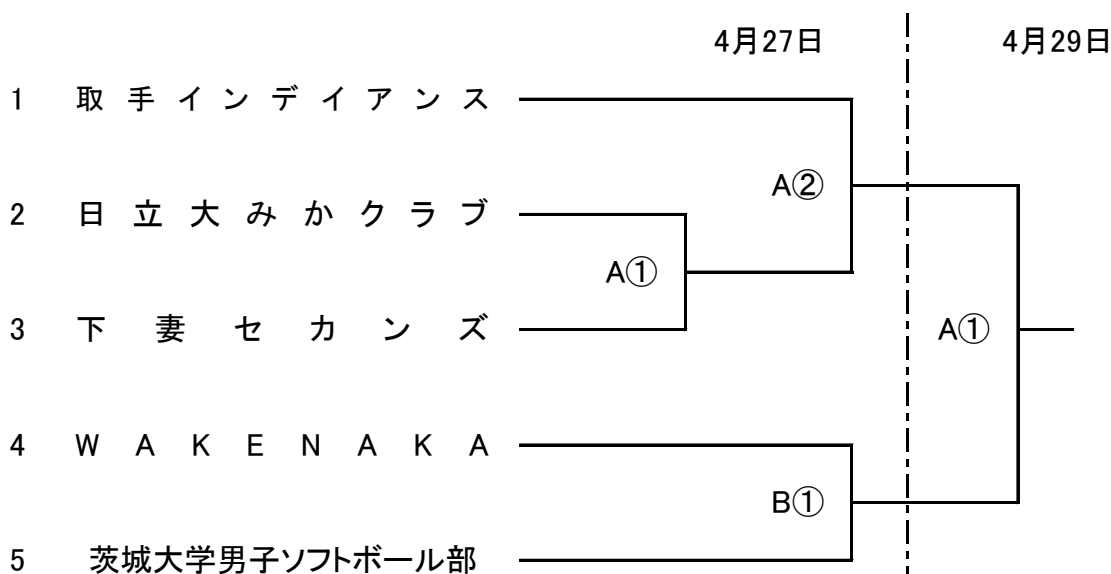 4月27日 4月29日
1 取手インデイアンス
A②
2 日立大みかクラブ
A①
3 下妻セカンズ
A①
4 WAKENAKA
B①
5 茨城大学男子ソフトボール部